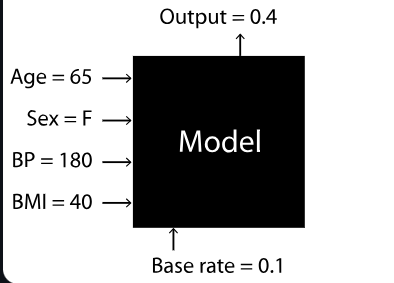 Output = 0.4
Age = 65
Sex = F
BP = 180
BMI = 40
Model
Base rate = 0.1